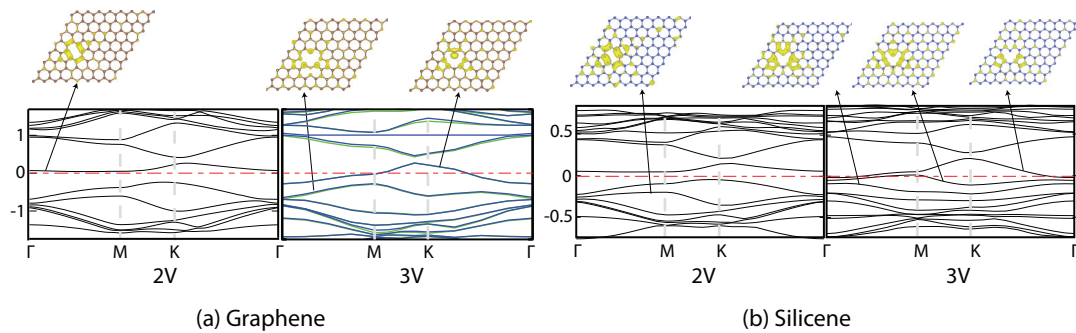 1
0
-1
Γ M K Γ M K Γ
2V 3V
(a) Graphene
0.5
0
-0.5
Γ M K Γ M K Γ
2V 3V
(b) Silicene